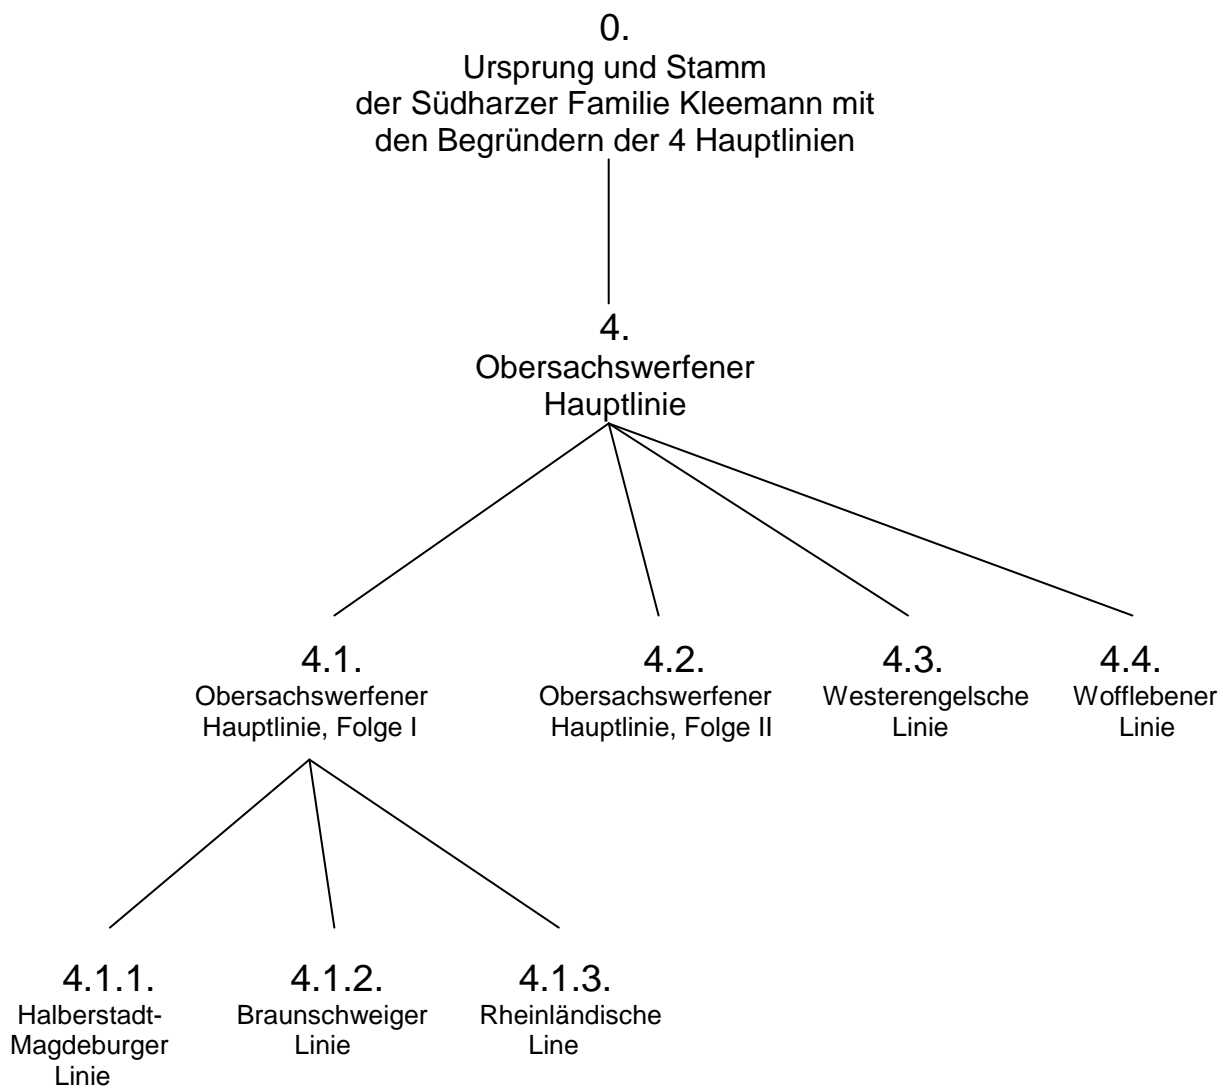 0.
Ursprung und Stamm
der Südharzer Familie Kleemann mit
den Begründern der 4 Hauptlinien
4.
Obersachswerfener
Hauptlinie
4.1.
Obersachswerfener
Hauptlinie, Folge I
4.2.
Obersachswerfener
Hauptlinie, Folge II
4.3.
Westerengelsche
Linie
4.4.
Wofflebener
Linie
4.1.1.
Halberstadt-
Magdeburger
Linie
4.1.2.
Braunschweiger
Linie
4.1.3.
Rheinländische
Line